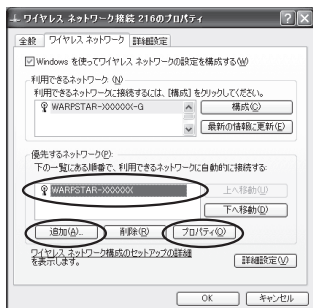 ワイヤレス ネットワーク接続 216のプロパティ
全般 ワイヤレス ネットワーク 詳細設定
Windows を使ってワイヤレス ネットワークの設定を構成する(W)
利用できるネットワーク (N)
利用できるネットワークに接続するには、[構成] をクリックしてください。
WARPSTAR-XXXXXX-G
構成(C)
最新の情報に更新(E)
優先するネットワーク(P):
下の一覧にある順番で、利用できるネットワークに自動的に接続する:
WARPSTAR-XXXXXX
上へ移動(U)
下へ移動(D)
追加(A)... 削除(R) プロパティ(O)
ワイヤレス ネットワーク構成のセットアップの詳細
を表示します。
詳細設定(V)
OK キャンセル